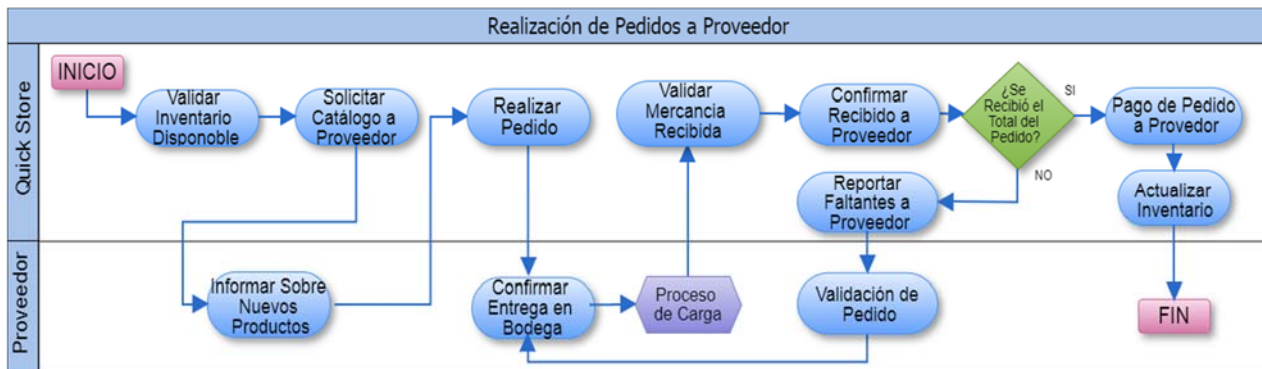 Realización de Pedidos a Proveedor
Quick Store
INICIO
Validar
Inventario
Disponoble
Solicitar
Catálogo a
Proveedor
Realizar
Pedido
Validar
Mercancia
Recibida
Confirmar
Recibido a
Proveedor
¿Se
Recibió el
Total del
Pedido?
SI
NO
Pago de Pedido
a Provedor
Reportar
Faltantes a
Proveedor
Actualizar
Inventario
Proveedor
Informar Sobre
Nuevos
Productos
Confirmar
Entrega en
Bodega
Proceso
de Carga
Validación de
Pedido
FIN